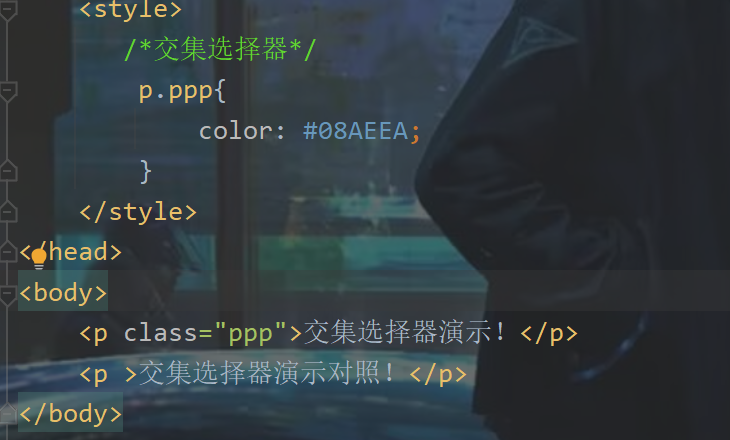 <style>
/*交集选择器*/
p.ppp{
color: #08AEEA;
}
</style>
</head>
<body>
<p class="ppp">交集选择器演示！</p>
<p >交集选择器演示对照！</p>
</body>